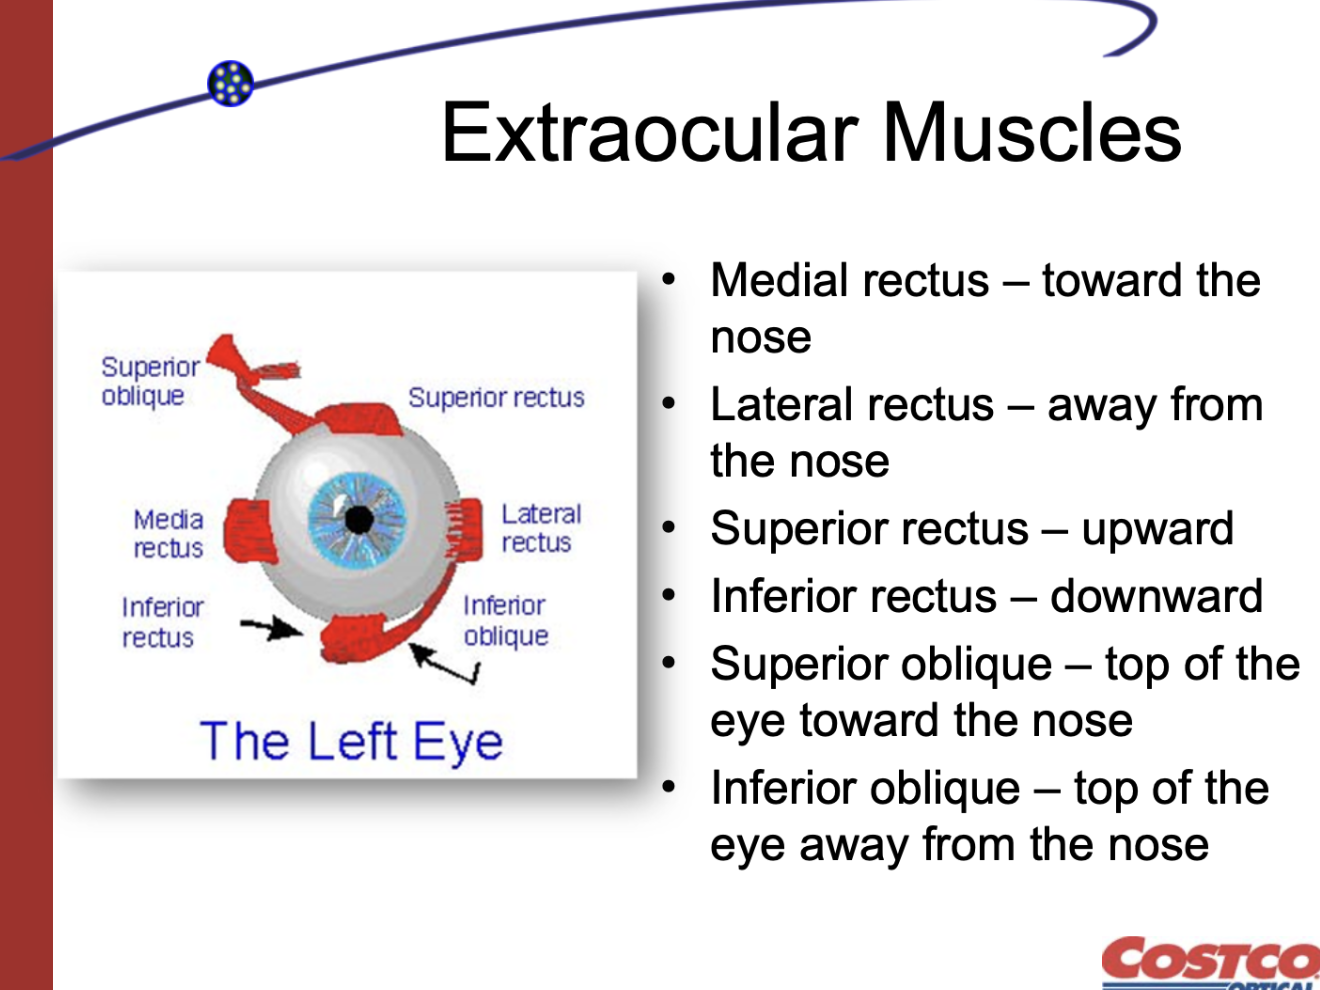 Extraocular Muscles
Superior
oblique
Superior rectus
Media
rectus
Lateral
rectus
Inferior
rectus
Inferior
oblique
The Left Eye
• Medial rectus – toward the
nose
• Lateral rectus – away from
the nose
• Superior rectus – upward
• Inferior rectus – downward
• Superior oblique – top of the
eye toward the nose
• Inferior oblique – top of the
eye away from the nose
COSTCO
OPTICAL